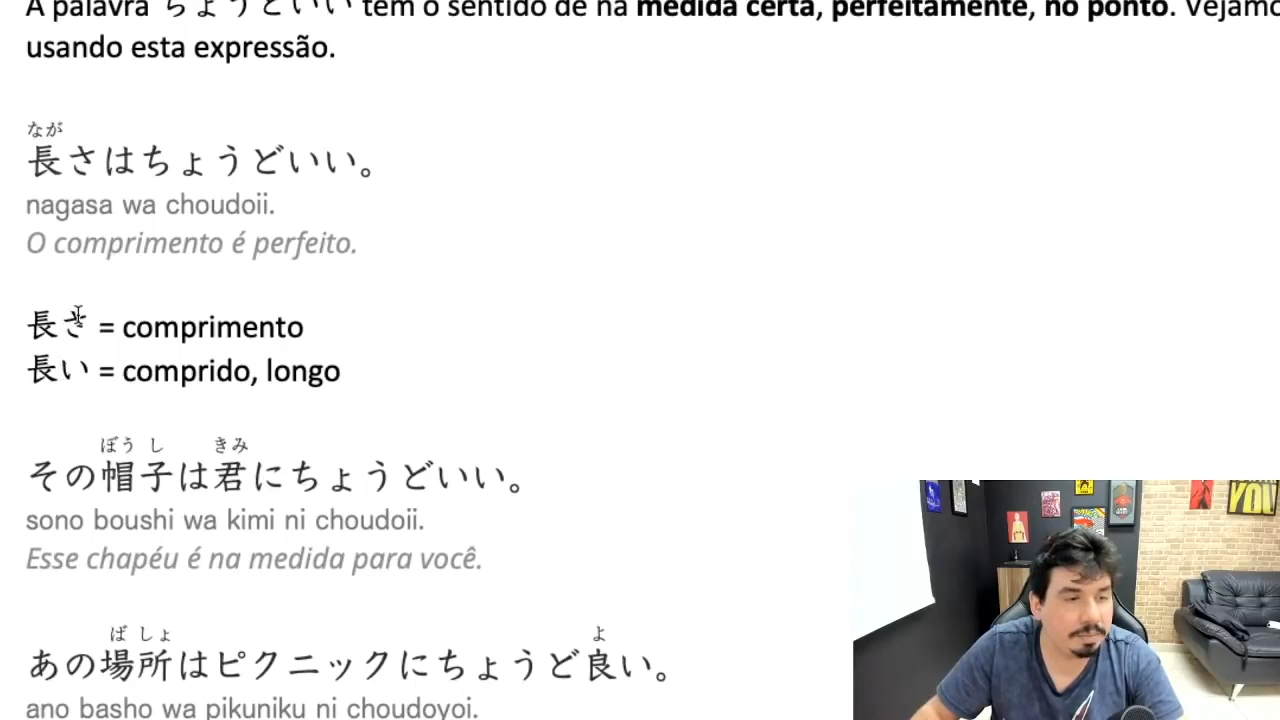 A palavra ちょうどいい tem o sentido de na medida certa, perfeitamente, no ponto. Vejamo
usando esta expressão.
なが
長さはちょうどいい。
nagasa wa choudoii.
O comprimento é perfeito.
長さ = comprimento
長い = comprido, longo
ぼう し きみ
その帽子は君にちょうどいい。
sono boushi wa kimi ni choudoii.
Esse chapéu é na medida para você.
ば しょ よ
あの場所はピクニックにちょうど良い。
ano basho wa pikuniku ni choudoyoi.
YOU